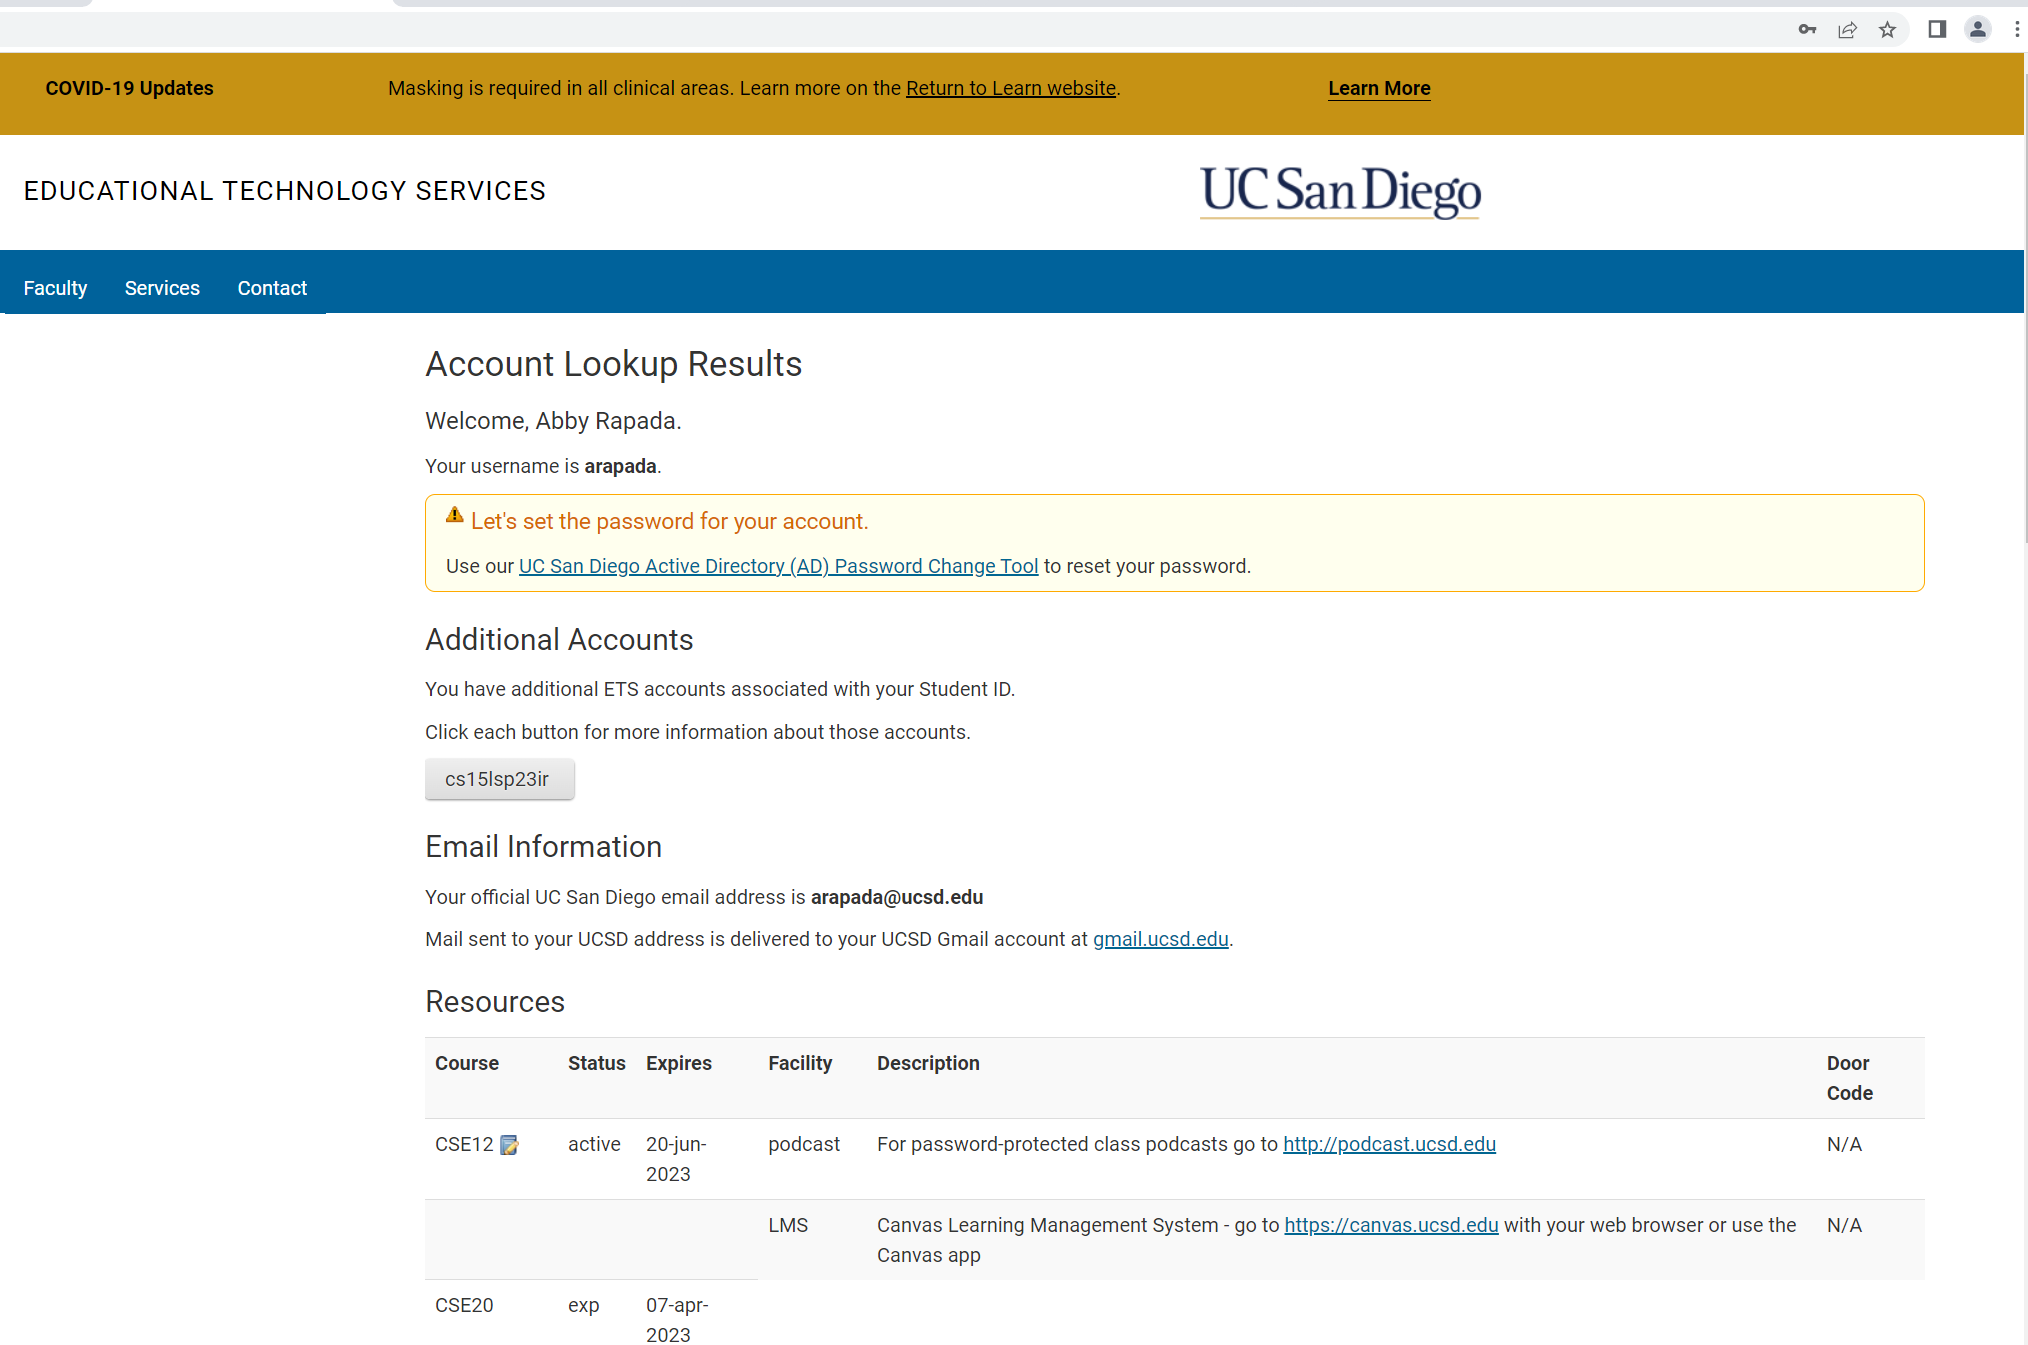 COVID-19 Updates Masking is required in all clinical areas. Learn more on the Return to Learn website. Learn More
EDUCATIONAL TECHNOLOGY SERVICES UC San Diego
Faculty Services Contact
Account Lookup Results
Welcome, Abby Rapada.
Your username is arapada.
Let's set the password for your account.
Use our UC San Diego Active Directory (AD) Password Change Tool to reset your password.
Additional Accounts
You have additional ETS accounts associated with your Student ID.
Click each button for more information about those accounts.
cs15lsp23ir
Email Information
Your official UC San Diego email address is arapada@ucsd.edu
Mail sent to your UCSD address is delivered to your UCSD Gmail account at gmail.ucsd.edu.
Resources
Course Status Expires Facility Description Door
Code
CSE12 active 20-jun- podcast For password-protected class podcasts go to http://podcast.ucsd.edu N/A
2023
LMS Canvas Learning Management System - go to https://canvas.ucsd.edu with your web browser or use the N/A
Canvas app
CSE20 exp 07-apr-
2023